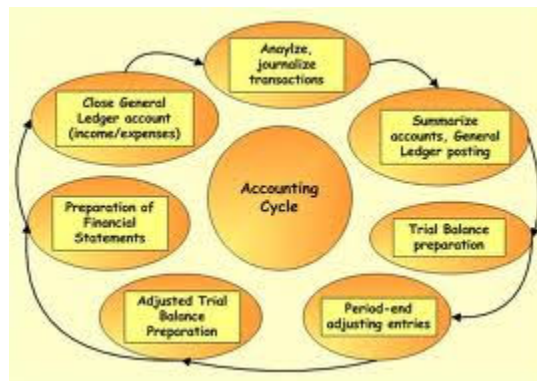 Anaylze,
journalize
transactions
Close General
Ledger account
(income/expenses)
Summarize
accounts, General
Ledger posting
Accounting
Cycle
Preparation of
Financial
Statements
Trial Balance
preparation
Adjusted Trial
Balance
Preparation
Period-end
adjusting entries